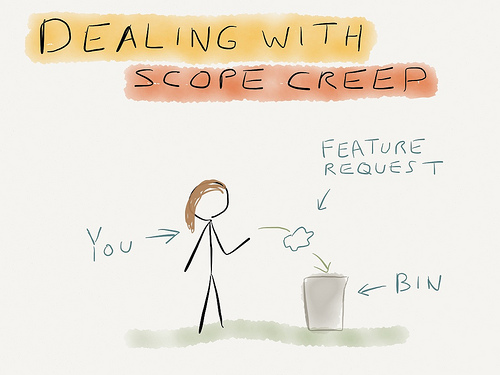 DEALING WITH
SCOPE CREEP
FEATURE
REQUEST
YOU
BIN